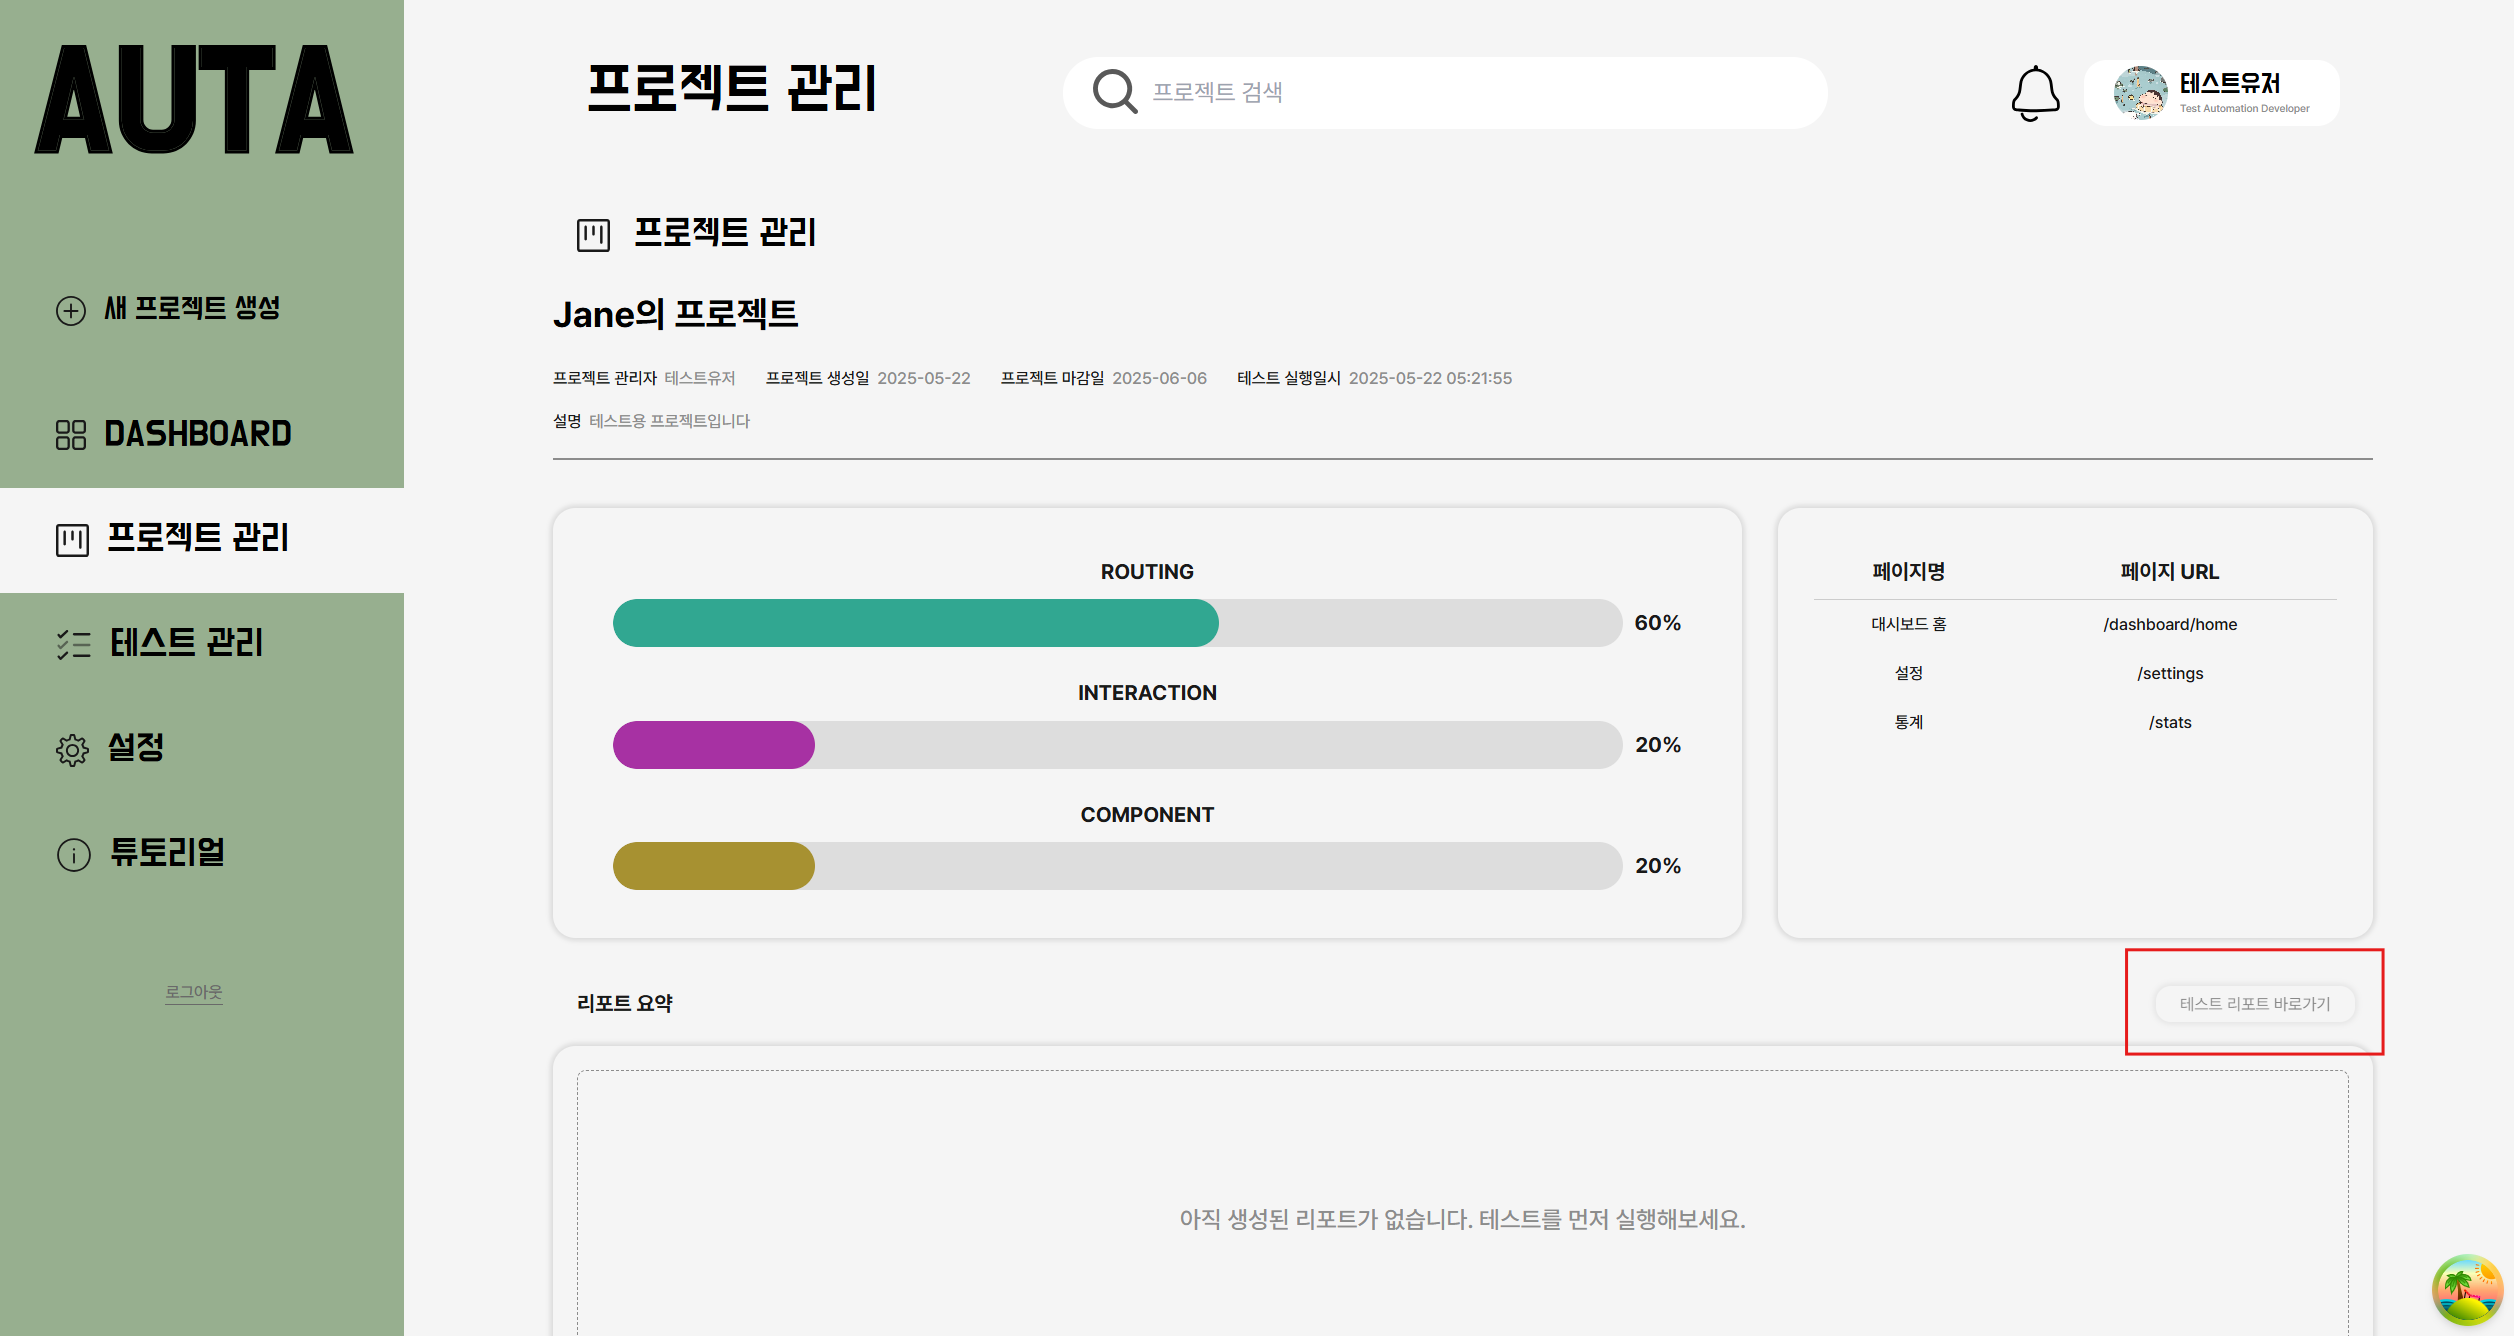 AUTA
프로젝트 관리
프로젝트 검색
테스트유저
Test Automation Developer
새 프로젝트 생성
DASHBOARD
프로젝트 관리
테스트 관리
설정
튜토리얼
로그아웃
프로젝트 관리
Jane의 프로젝트
프로젝트 관리자 테스트유저 프로젝트 생성일 2025-05-22 프로젝트 마감일 2025-06-06 테스트 실행일시 2025-05-22 05:21:55
설명 테스트용 프로젝트입니다
ROUTING
60%
INTERACTION
20%
COMPONENT
20%
페이지명 페이지 URL
대시보드 홈 /dashboard/home
설정 /settings
통계 /stats
리포트 요약
테스트 리포트 바로가기
아직 생성된 리포트가 없습니다. 테스트를 먼저 실행해보세요.